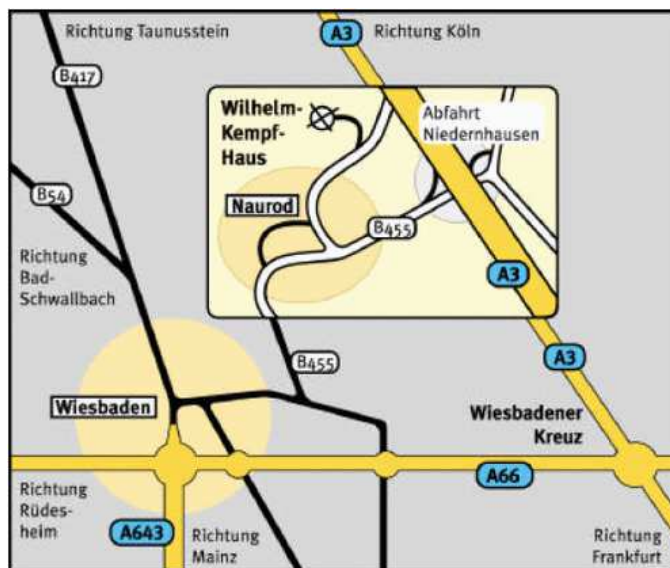 Richtung Taunusstein
A3
Richtung Köln
B417
Wilhelm-
Kempf-
Haus
Abfahrt
Niedernhausen
B54
Naurod
B455
Richtung
Bad-
Schwallbach
A3
A3
B455
Wiesbaden
Wiesbadener
Kreuz
A66
Richtung
Rüdes-
heim
A643
Richtung
Mainz
Richtung
Frankfurt